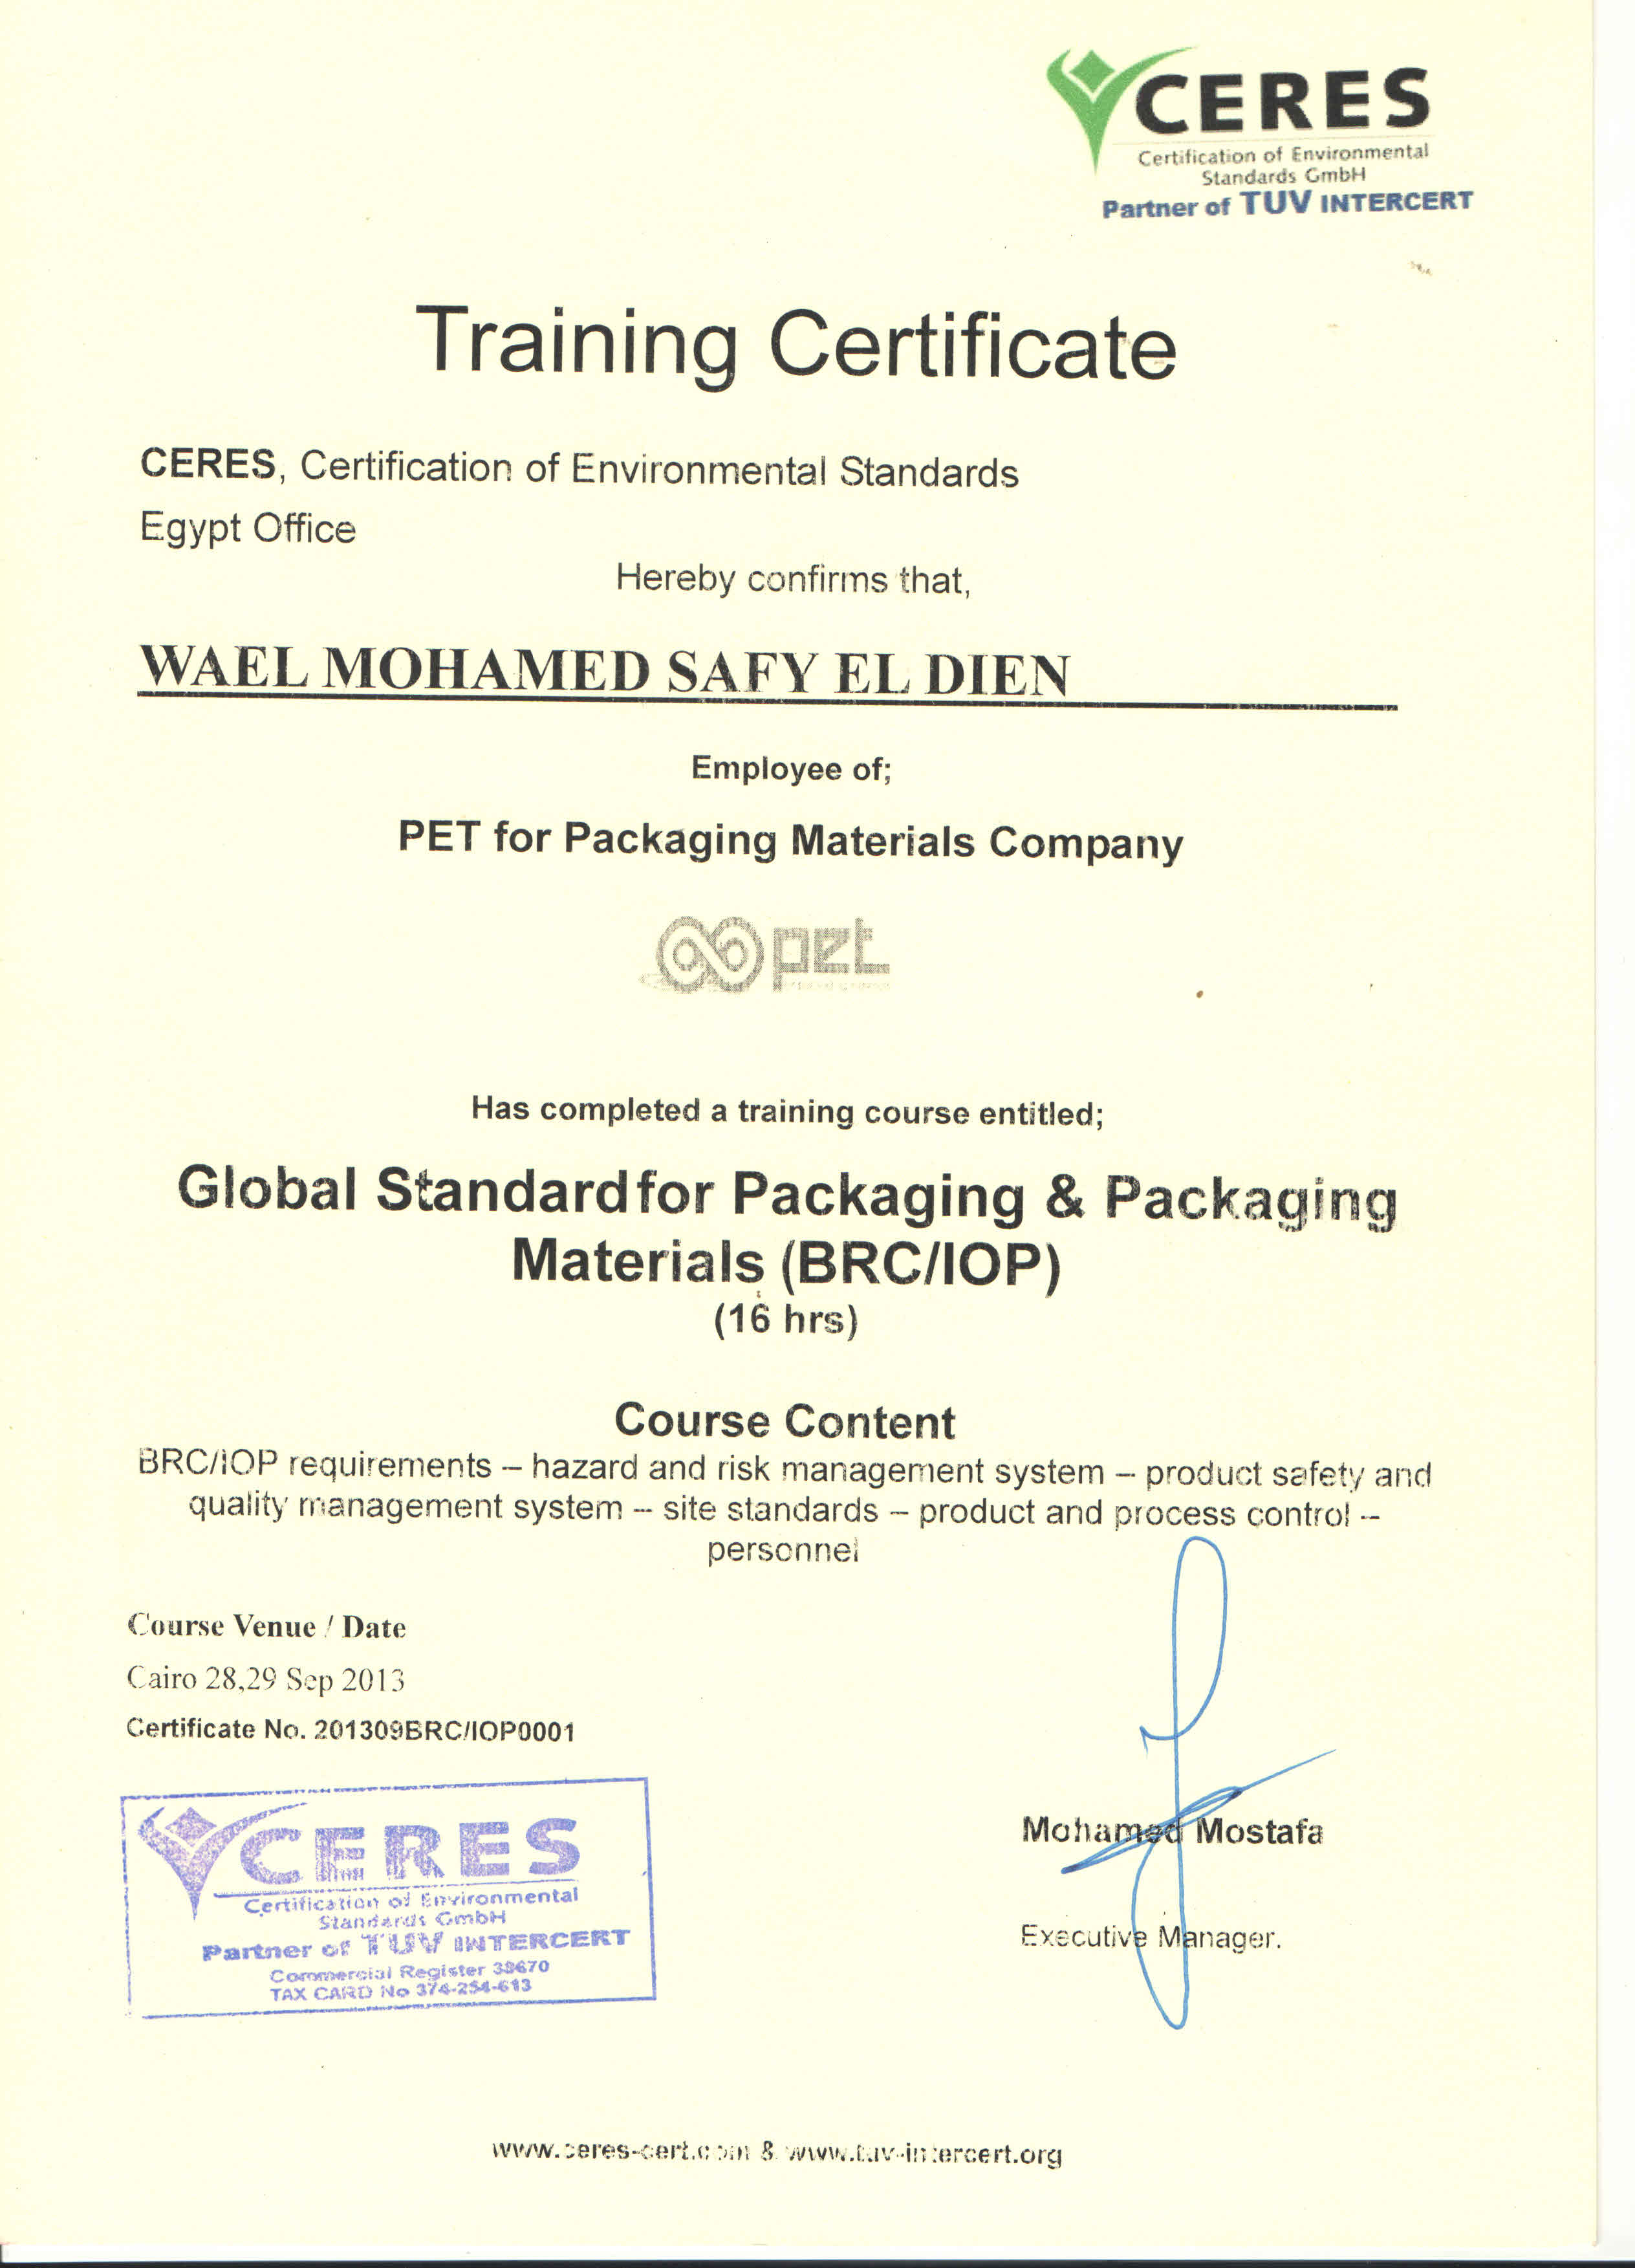 CERES
Certification of Environmental
Standards GmbH
Partner of TUV INTERCERT
Training Certificate
CERES, Certification of Environmental Standards
Egypt Office
Hereby confirms that,
WAEL MOHAMED SAFY EL DIEN
Employee of;
PET for Packaging Materials Company
pet
Has completed a training course entitled;
Global Standard for Packaging & Packaging
Materials (BRC/IOP)
(16 hrs)
Course Content
BRC/IOP requirements – hazard and risk management system – product safety and
quality management system – site standards – product and process control –
personnel
Course Venue / Date
Cairo 28,29 Sep 2013
Certificate No. 201309BRC/IOP0001
CERES
Certification of Environmental
Standards GmbH
Partner of TUV INTERCERT
Commercial Register 38670
TAX CARD No 374-254-613
Mohamed Mostafa
Executive Manager.
www.ceres-cert.com & www.tuv-intercert.org